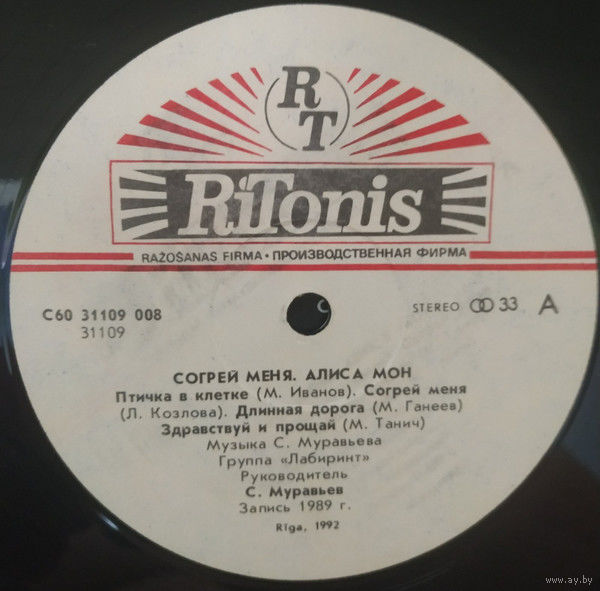 RT
RiTonis
RAŽOŠANAS FIRMA • ПРОИЗВОДСТВЕННАЯ ФИРМА
С60 31109 008
31109
STEREO 33 A
СОГРЕЙ МЕНЯ. АЛИСА МОН
Птичка в клетке (М. Иванов). Согрей меня
(Л. Козлова). Длинная дорога (М. Ганеев)
Здравствуй и прощай (М. Танич)
Музыка С. Муравьева
Группа «Лабиринт»
Руководитель
С. Муравьев
Запись 1989 г.
Rīga, 1992
www.ay.by